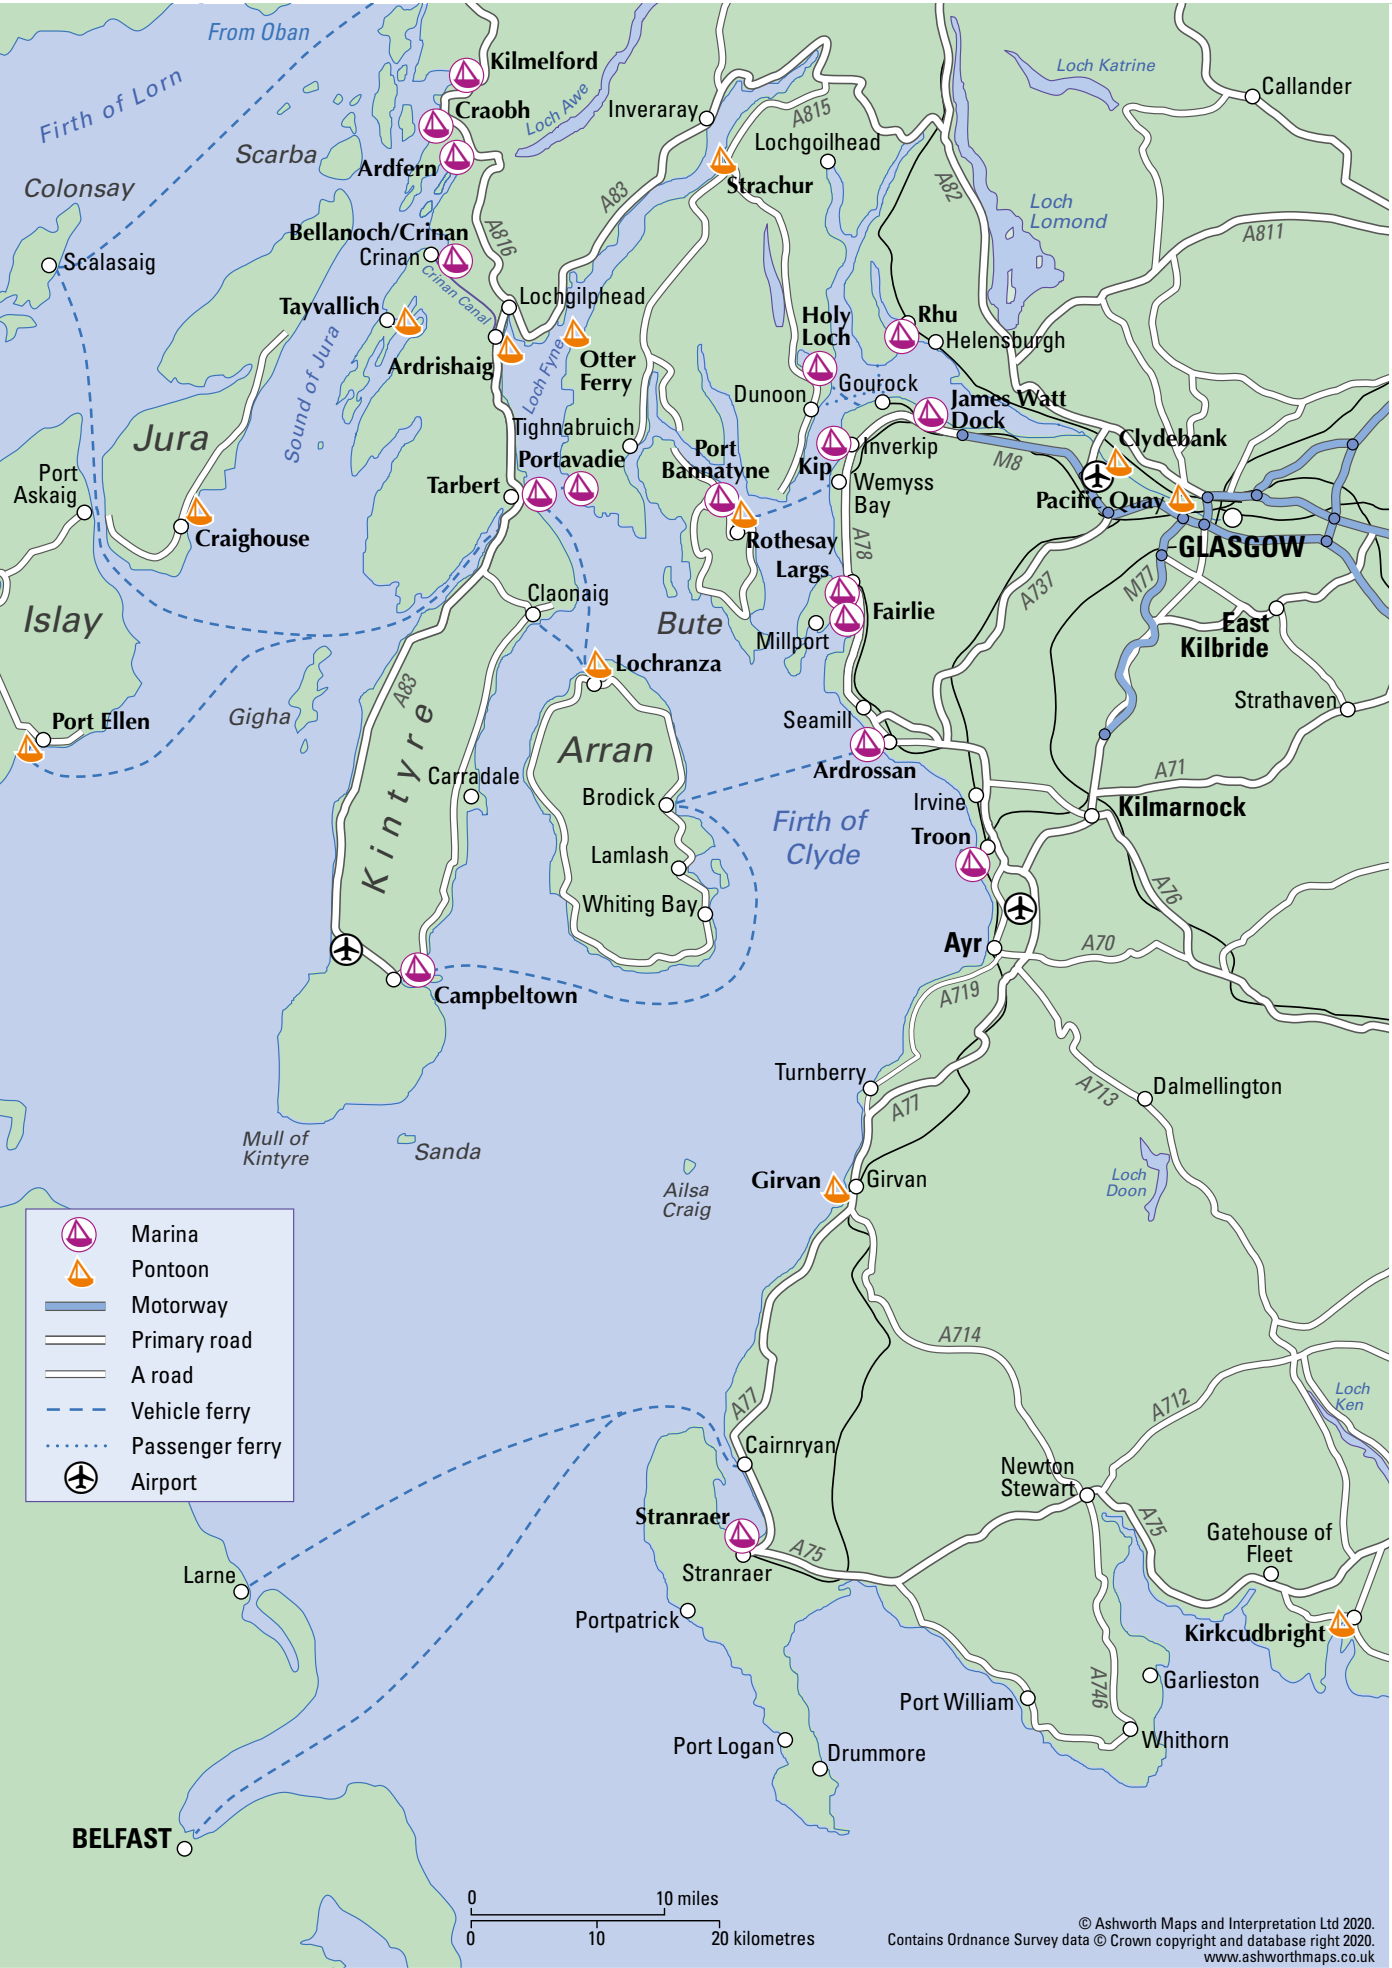 From Oban
Firth of Lorn
Kilmelford
Craobh
Loch Awe
Inveraray
A815
Loch Katrine
Callander
Scarba
Ardfern
Lochgoilhead
Colonsay
Strachur
A83
A82
Loch
Lomond
A811
Bellanoch/Crinan
Crinan
A816
Crinan Canal
Scalasaig
Tayvallich
Lochgilphead
Sound of Jura
Ardrishaig
Loch Fyne
Otter
Ferry
Holy
Loch
Rhu
Helensburgh
Dunoon
Gourock
James Watt
Dock
Jura
Tighnabruich
Portavadie
Port
Bannatyne
Kip
Inverkip
M8
Clydebank
Port
Askaig
Tarbert
Wemyss
Bay
Pacific Quay
Craighouse
Rothesay
A78
GLASGOW
Largs
A737
M77
Islay
Claonaig
Bute
Fairlie
Millport
East
Kilbride
Lochranza
A83
Gigha
Port Ellen
Seamill
Strathaven
Kintyre
Arran
Ardrossan
A71
Carradale
Brodick
Irvine
Kilmarnock
Firth of
Clyde
Troon
Lamlash
A76
Whiting Bay
Ayr
A70
Campbeltown
A719
Turnberry
A77
A713
Dalmellington
Mull of
Kintyre
Sanda
Ailsa
Craig
Girvan
Girvan
Loch
Doon
Marina
Pontoon
Motorway
Primary road
A road
Vehicle ferry
Passenger ferry
Airport
A714
A77
A712
Loch
Ken
Cairnryan
Newton
Stewart
Stranraer
A75
A75
Gatehouse of
Fleet
Stranraer
Larne
Portpatrick
Kirkcudbright
A746
Garlieston
Port William
Whithorn
Port Logan
Drummore
BELFAST
0 10 miles
0 10 20 kilometres
© Ashworth Maps and Interpretation Ltd 2020.
Contains Ordnance Survey data © Crown copyright and database right 2020.
www.ashworthmaps.co.uk